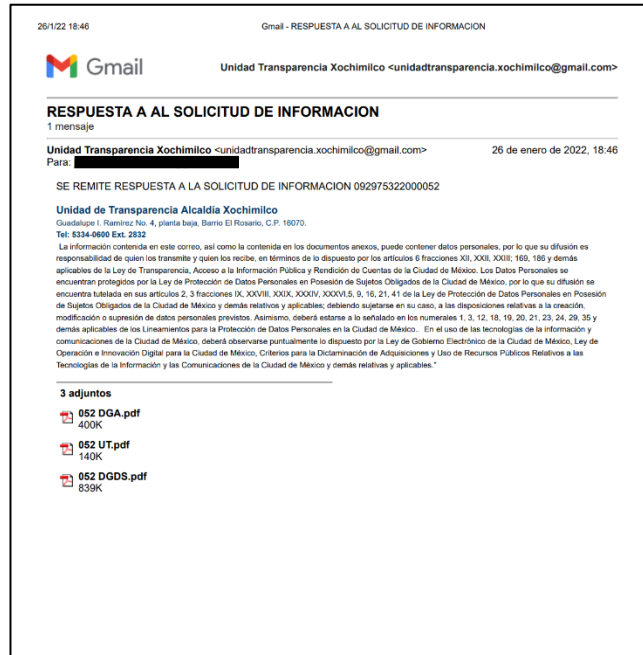 26/1/22 18:46 Gmail - RESPUESTA A AL SOLICITUD DE INFORMACION
Gmail Unidad Transparencia Xochimilco <unidadtransparencia.xochimilco@gmail.com>
RESPUESTA A AL SOLICITUD DE INFORMACION
1 mensaje
Unidad Transparencia Xochimilco <unidadtransparencia.xochimilco@gmail.com> 26 de enero de 2022, 18:46
Para:
SE REMITE RESPUESTA A LA SOLICITUD DE INFORMACION 092975322000052
Unidad de Transparencia Alcaldía Xochimilco
Guadalupe I. Ramírez No. 4, planta baja, Barrio El Rosario, C.P. 16070.
Tel: 5334-0600 Ext. 2832
La información contenida en este correo, así como la contenida en los documentos anexos, puede contener datos personales, por lo que su difusión es
responsabilidad de quien los transmite y quien los recibe, en términos de lo dispuesto por los artículos 6 fracciones XII, XXII, XXIII; 169, 186 y demás
aplicables de la Ley de Transparencia, Acceso a la Información Pública y Rendición de Cuentas de la Ciudad de México. Los Datos Personales se
encuentran protegidos por la Ley de Protección de Datos Personales en Posesión de Sujetos Obligados de la Ciudad de México, por lo que su difusión se
encuentra tutelada en sus artículos 2, 3 fracciones IX, XXVIII, XXIX, XXXIV, XXXVI,5, 9, 16, 21, 41 de la Ley de Protección de Datos Personales en Posesión
de Sujetos Obligados de la Ciudad de México y demás relativos y aplicables; debiendo sujetarse en su caso, a las disposiciones relativas a la creación,
modificación o supresión de datos personales previstos. Asimismo, deberá estarse a lo señalado en los numerales 1, 3, 12, 18, 19, 20, 21, 23, 24, 29, 35 y
demás aplicables de los Lineamientos para la Protección de Datos Personales en la Ciudad de México.. En el uso de las tecnologías de la información y
comunicaciones de la Ciudad de México, deberá observarse puntualmente lo dispuesto por la Ley de Gobierno Electrónico de la Ciudad de México, Ley de
Operación e Innovación Digital para la Ciudad de México, Criterios para la Dictaminación de Adquisiciones y Uso de Recursos Públicos Relativos a las
Tecnologías de la Información y las Comunicaciones de la Ciudad de México y demás relativas y aplicables."
3 adjuntos
052 DGA.pdf
400K
052 UT.pdf
140K
052 DGDS.pdf
839K